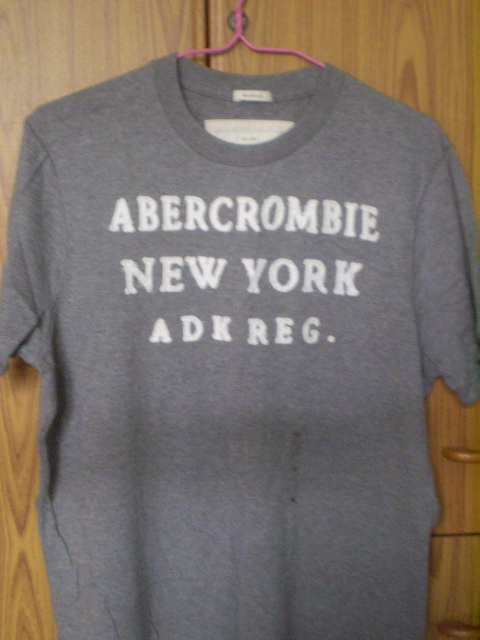 ABERCROMBIE
NEW YORK
ADK REG.